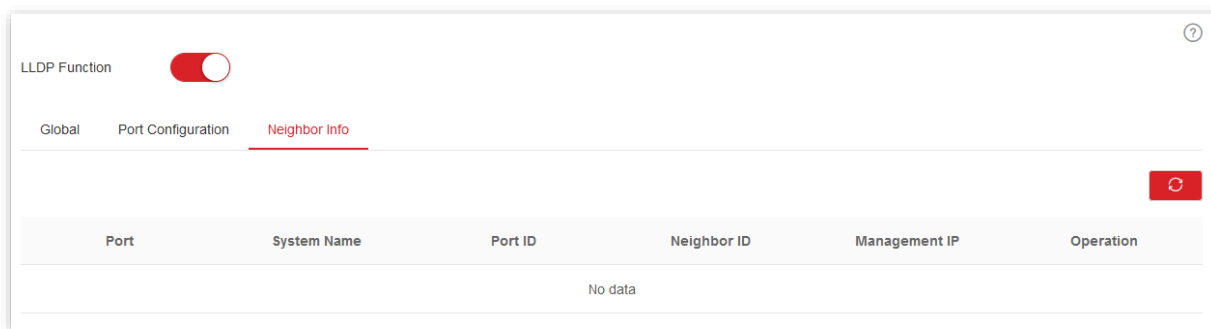 ?
LLDP Function
Global Port Configuration Neighbor Info
Port System Name Port ID Neighbor ID Management IP Operation
No data